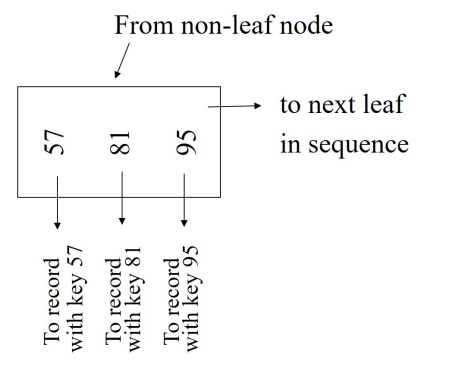 From non-leaf node
to next leaf
in sequence
57
81
95
To record
with key 57
To record
with key 81
To record
with key 95